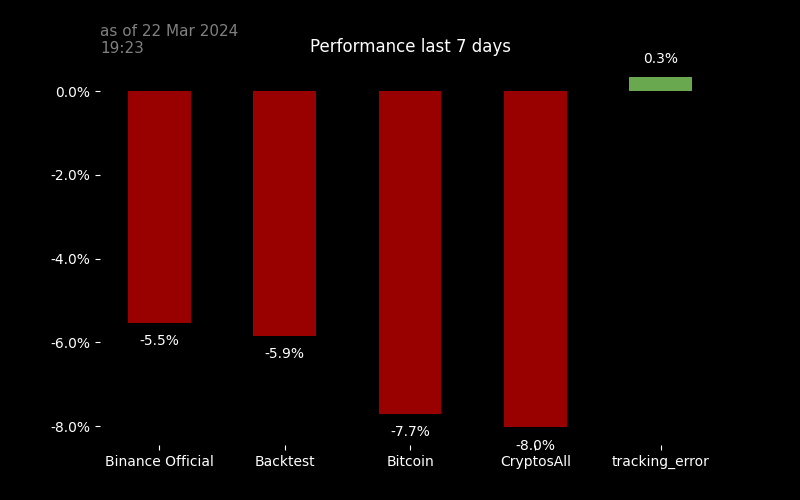 as of 22 Mar 2024
19:23
Performance last 7 days
0.3%
0.0%
-2.0%
-4.0%
-6.0%
-8.0%
-5.5%
-5.9%
-7.7%
-8.0%
Binance Official
Backtest
Bitcoin
CryptosAll
tracking_error